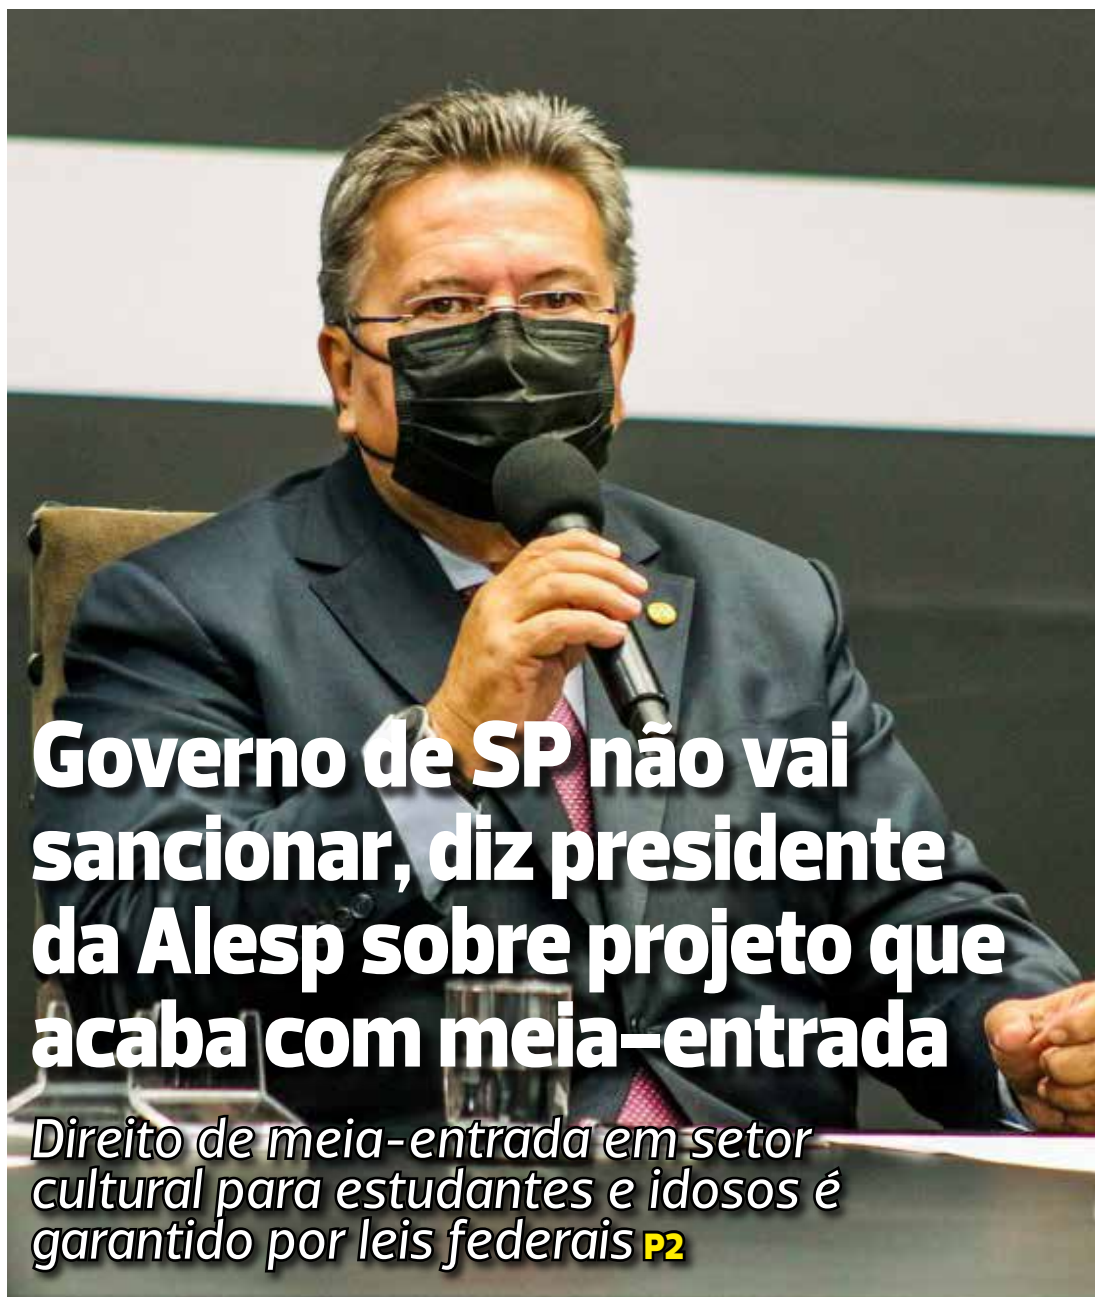 Governo de SP não vai
sancionar, diz presidente
da Alesp sobre projeto que
acaba com meia-entrada
Direito de meia-entrada em setor
cultural para estudantes e idosos é
garantido por leis federais P2